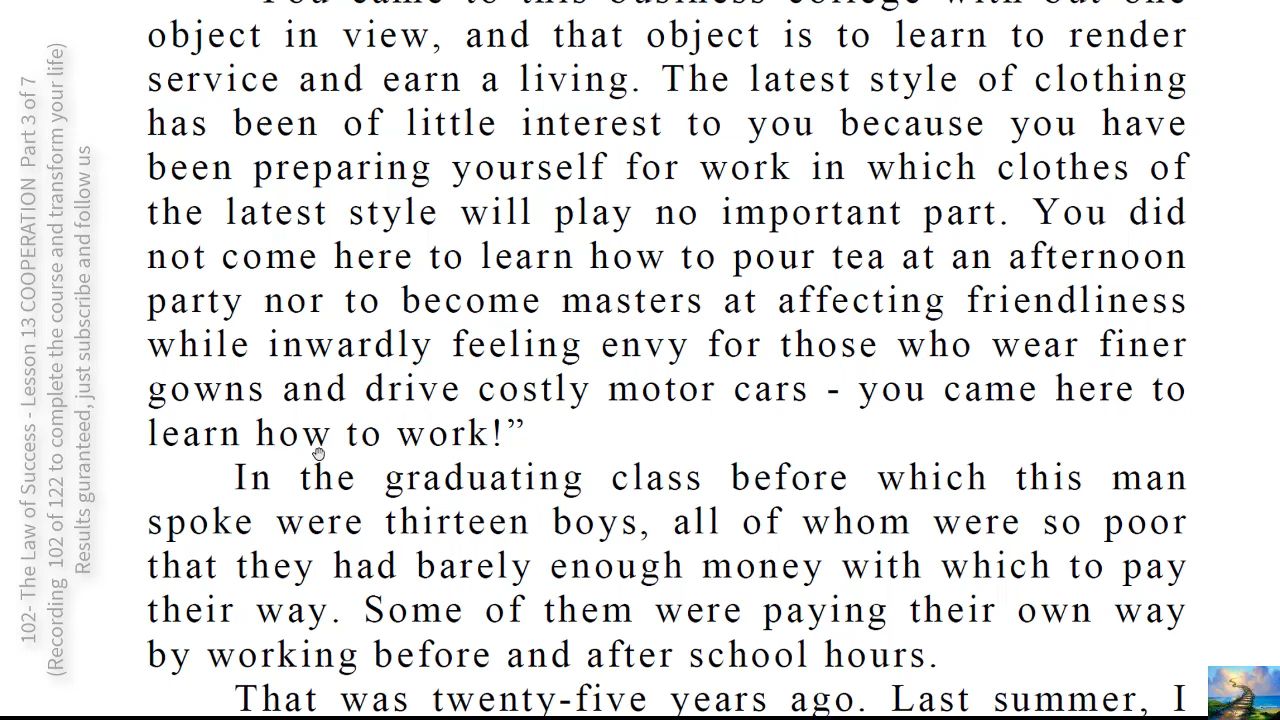 "You came to this business college with but one
object in view, and that object is to learn to render
service and earn a living. The latest style of clothing
has been of little interest to you because you have
been preparing yourself for work in which clothes of
the latest style will play no important part. You did
not come here to learn how to pour tea at an afternoon
party nor to become masters at affecting friendliness
while inwardly feeling envy for those who wear finer
gowns and drive costly motor cars - you came here to
learn how to work!”
In the graduating class before which this man
spoke were thirteen boys, all of whom were so poor
that they had barely enough money with which to pay
their way. Some of them were paying their own way
by working before and after school hours.
That was twenty-five years ago. Last summer, I
102- The Law of Success - Lesson 13 COOPERATION Part 3 of 7
(Recording 102 of 122 to complete the course and transform your life)
Results guranteed, just subscribe and follow us